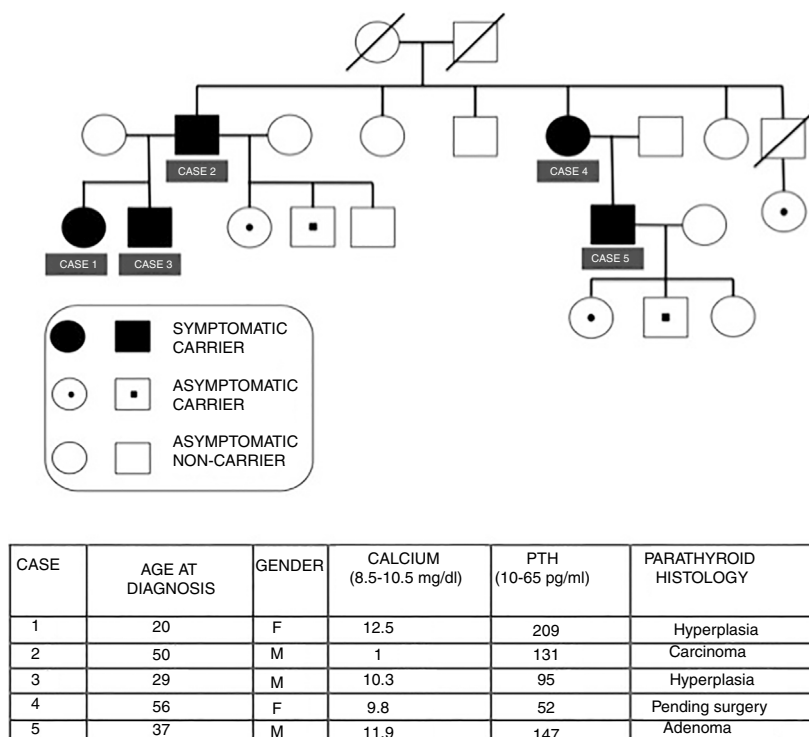 CASE 2
CASE 4
CASE 1
CASE 3
CASE 5
SYMPTOMATIC
CARRIER
ASYMPTOMATIC
CARRIER
ASYMPTOMATIC
NON-CARRIER
CASE AGE AT DIAGNOSIS GENDER CALCIUM (8.5-10.5 mg/dl) PTH (10-65 pg/ml) PARATHYROID HISTOLOGY
1 20 F 12.5 209 Hyperplasia
2 50 M 1 131 Carcinoma
3 29 M 10.3 95 Hyperplasia
4 56 F 9.8 52 Pending surgery
5 37 M 11.9 147 Adenoma